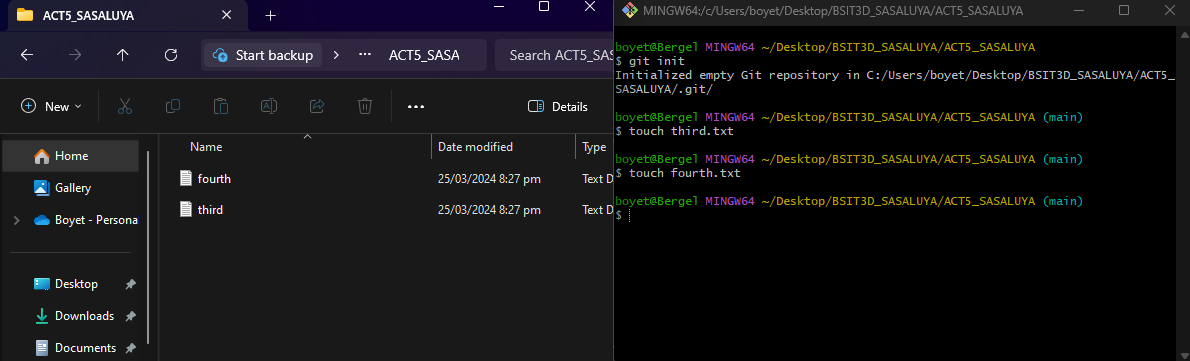 ACT5_SASALUYA
Start backup
ACT5_SASA
Search ACT5_SAS
New
Details
Name
Date modified
Type
Home
Gallery
Boyet - Persona
Desktop
Downloads
Documents
fourth
25/03/2024 8:27 pm
Text D
third
25/03/2024 8:27 pm
Text D
MINGW64:/c/Users/boyet/Desktop/BSIT3D_SASALUYA/ACT5_SASALUYA
boyet@Bergel MINGW64 ~/Desktop/BSIT3D_SASALUYA/ACT5_SASALUYA
$ git init
Initialized empty Git repository in C:/Users/boyet/Desktop/BSIT3D_SASALUYA/ACT5_
SASALUYA/.git/
boyet@Bergel MINGW64 ~/Desktop/BSIT3D_SASALUYA/ACT5_SASALUYA (main)
$ touch third.txt
boyet@Bergel MINGW64 ~/Desktop/BSIT3D_SASALUYA/ACT5_SASALUYA (main)
$ touch fourth.txt
boyet@Bergel MINGW64 ~/Desktop/BSIT3D_SASALUYA/ACT5_SASALUYA (main)
$